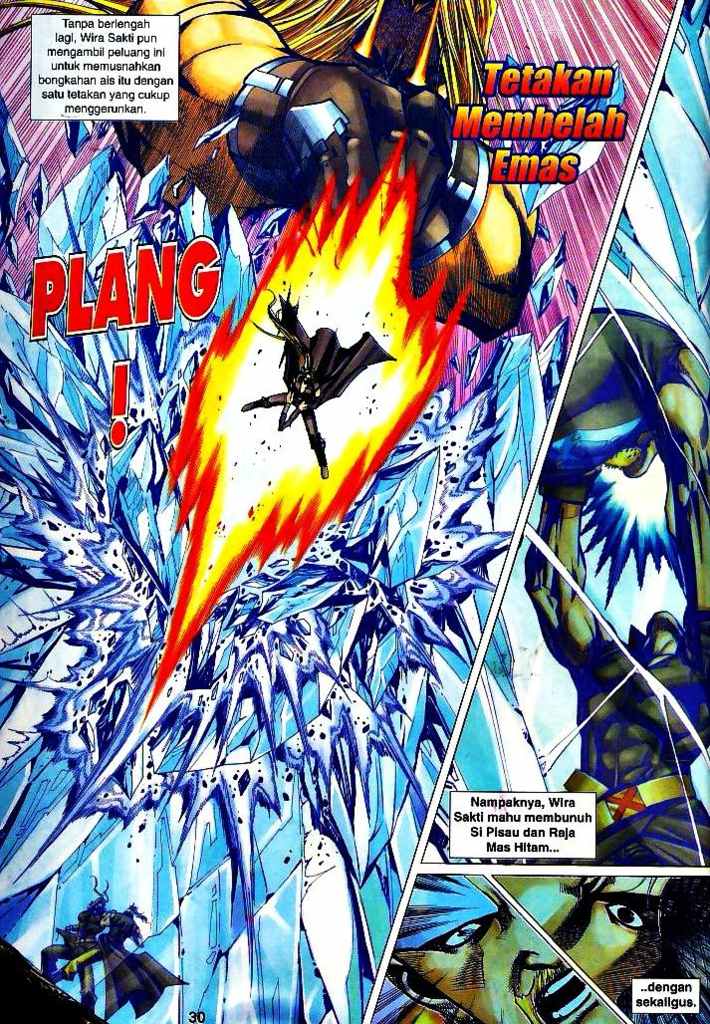 Tanpa berlengah
lagi, Wira Sakti pun
mengambil peluang ini
untuk memusnahkan
bongkahan ais itu dengan
satu tetakan yang cukup
menggerunkan.
Tetakan
Membelah
Emas
PLANG
!
Nampaknya, Wira
Sakti mahu membunuh
Si Pisau dan Raja
Mas Hitam...
..dengan
sekaligus.
30